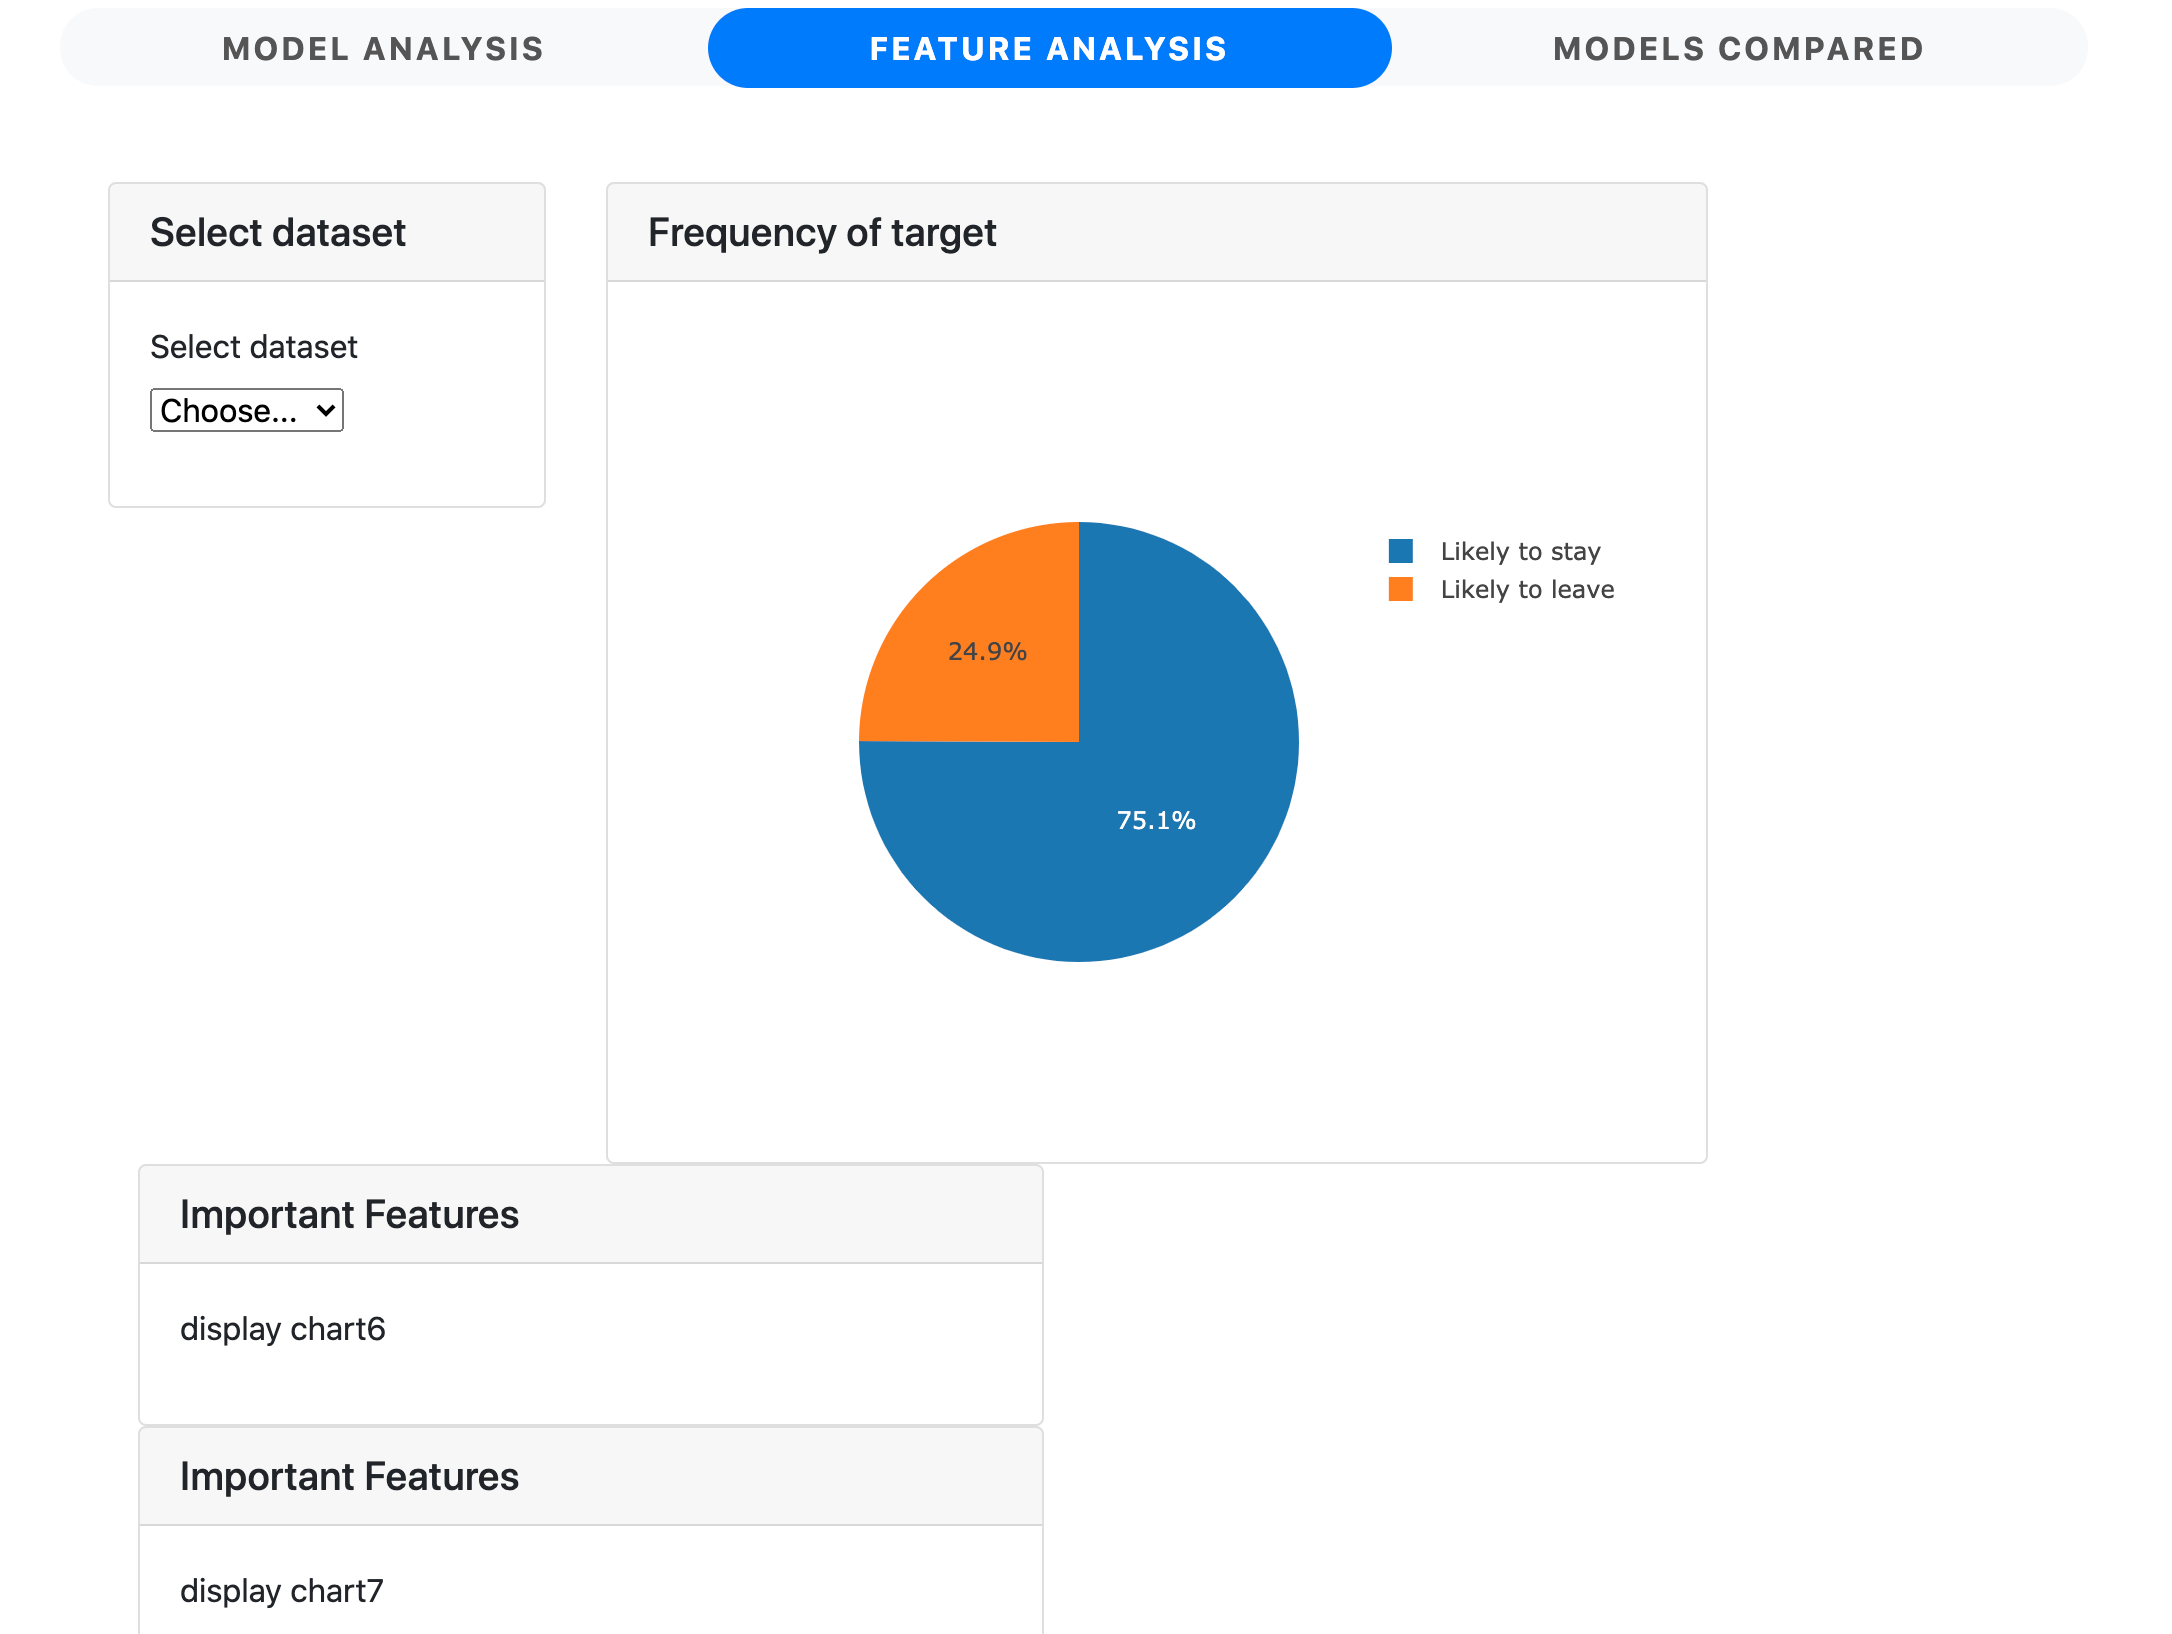 MODEL ANALYSIS
FEATURE ANALYSIS
MODELS COMPARED
Select dataset
Select dataset
Choose...
Frequency of target
Likely to stay
Likely to leave
24.9%
75.1%
Important Features
display chart6
Important Features
display chart7